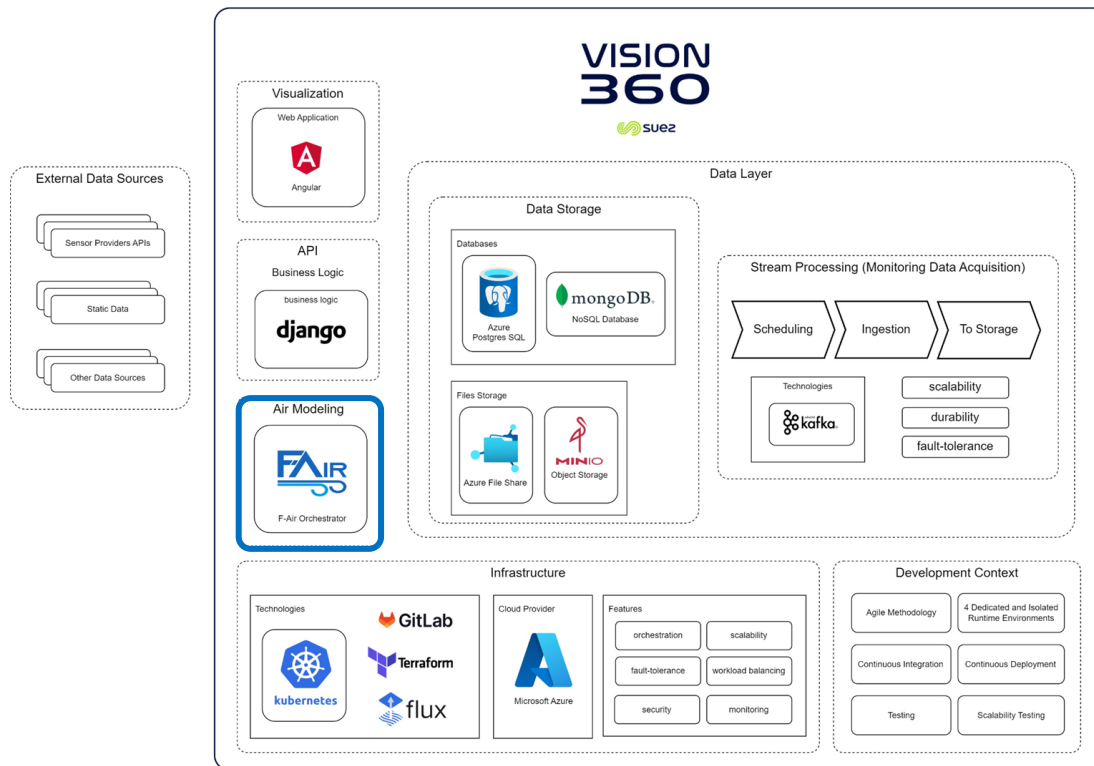 VISION
360
suez
External Data Sources
Sensor Providers APIs
Static Data
Other Data Sources
Visualization
Web Application
Angular
API
Business Logic
business logic
django
Air Modeling
F-AIR
F-Air Orchestrator
Data Layer
Data Storage
Databases
Azure
Postgres SQL
mongoDB®
NoSQL Database
Files Storage
Azure File Share
MINIO
Object Storage
Stream Processing (Monitoring Data Acquisition)
Scheduling
Ingestion
To Storage
Technologies
kafka®
scalability
durability
fault-tolerance
Infrastructure
Technologies
kubernetes
GitLab
Terraform
flux
Cloud Provider
Microsoft Azure
Features
orchestration
scalability
fault-tolerance
workload balancing
security
monitoring
Development Context
Agile Methodology
4 Dedicated and Isolated
Runtime Environments
Continuous Integration
Continuous Deployment
Testing
Scalability Testing